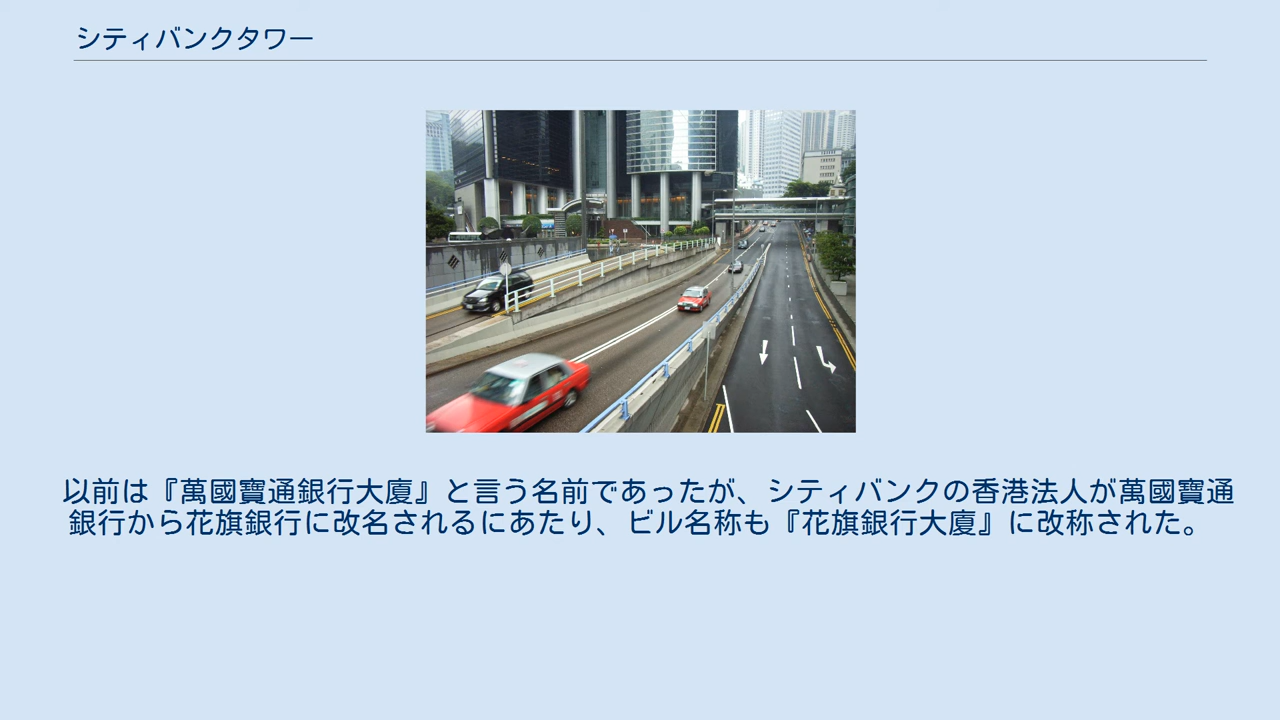 シティバンクタワー
以前は『萬國寶通銀行大廈』と言う名前であったが、シティバンクの香港法人が萬國寶通
銀行から花旗銀行に改名されるにあたり、ビル名称も『花旗銀行大廈』に改称された。